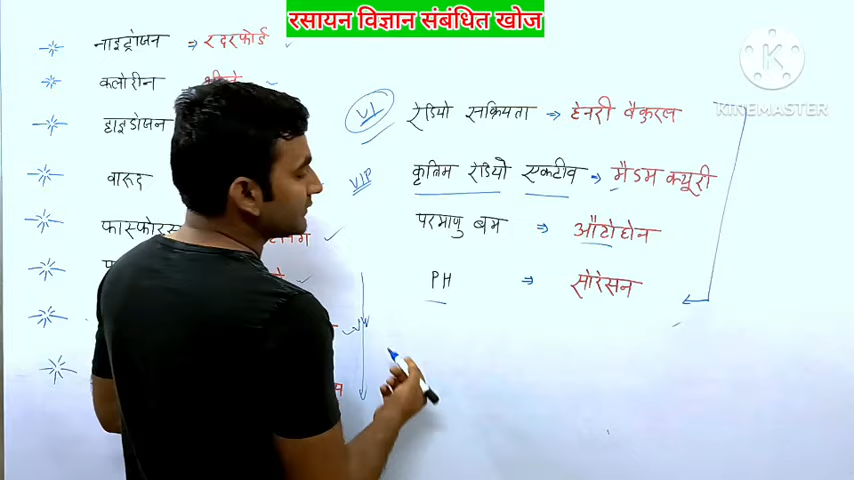 रसायन विज्ञान संबंधित खोज
KINEMASTER
नाइट्रोजन ⇒ रदरफोर्ड
क्लोरीन
हाइड्रोजन
बारूद
फास्फोरस
VI रेडियो सक्रियता ⇒ हेनरी बैकुरल
VIP कृत्रिम रेडियो एक्टीव ⇒ मैडम क्यूरी
परमाणु बम ⇒ औटोहोन
PH ⇒ सोरेसन